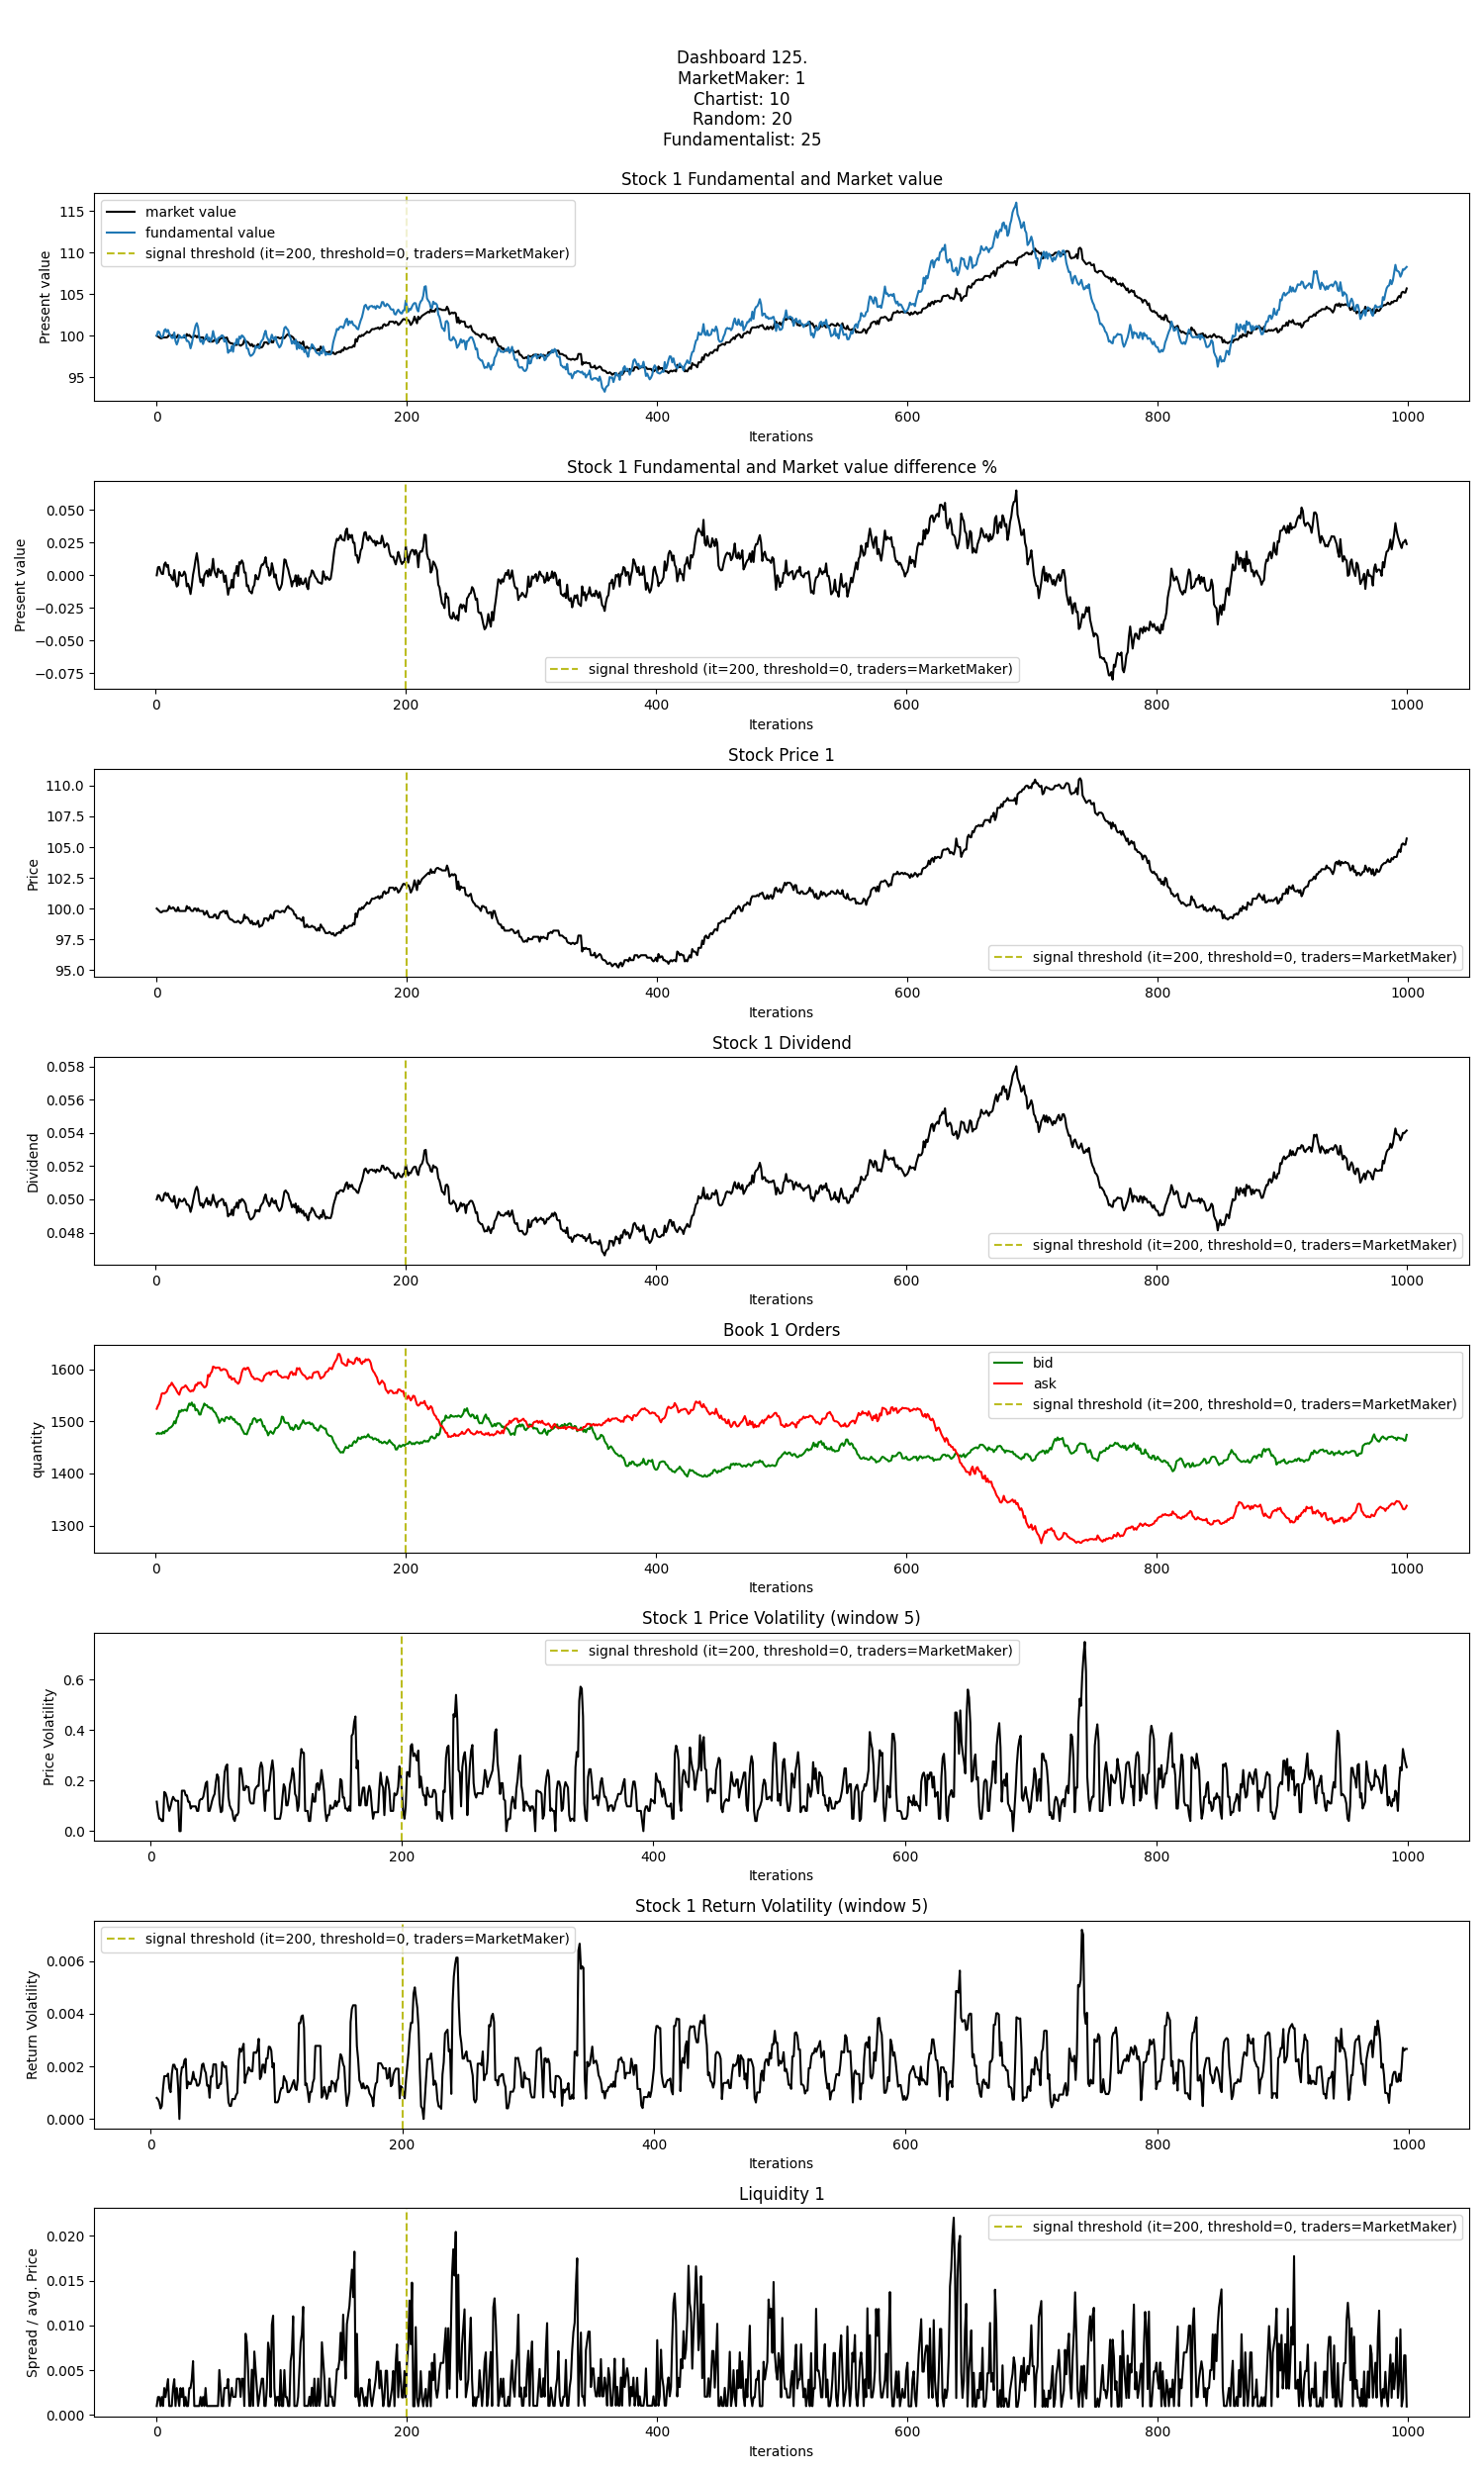 Dashboard 125.
MarketMaker: 1
Chartist: 10
Random: 20
Fundamentalist: 25
Stock 1 Fundamental and Market value
market value
fundamental value
signal threshold (it=200, threshold=0, traders=MarketMaker)
Present value
115
110
105
100
95
0 200 400 600 800 1000
Iterations
Stock 1 Fundamental and Market value difference %
Present value
0.050
0.025
0.000
−0.025
−0.050
−0.075
signal threshold (it=200, threshold=0, traders=MarketMaker)
0 200 400 600 800 1000
Iterations
Stock Price 1
Price
110.0
107.5
105.0
102.5
100.0
97.5
95.0
signal threshold (it=200, threshold=0, traders=MarketMaker)
0 200 400 600 800 1000
Iterations
Stock 1 Dividend
Dividend
0.058
0.056
0.054
0.052
0.050
0.048
signal threshold (it=200, threshold=0, traders=MarketMaker)
0 200 400 600 800 1000
Iterations
Book 1 Orders
bid
ask
signal threshold (it=200, threshold=0, traders=MarketMaker)
quantity
1600
1500
1400
1300
0 200 400 600 800 1000
Iterations
Stock 1 Price Volatility (window 5)
signal threshold (it=200, threshold=0, traders=MarketMaker)
Price Volatility
0.6
0.4
0.2
0.0
0 200 400 600 800 1000
Iterations
Stock 1 Return Volatility (window 5)
signal threshold (it=200, threshold=0, traders=MarketMaker)
Return Volatility
0.006
0.004
0.002
0.000
0 200 400 600 800 1000
Iterations
Liquidity 1
signal threshold (it=200, threshold=0, traders=MarketMaker)
Spread / avg. Price
0.020
0.015
0.010
0.005
0.000
0 200 400 600 800 1000
Iterations